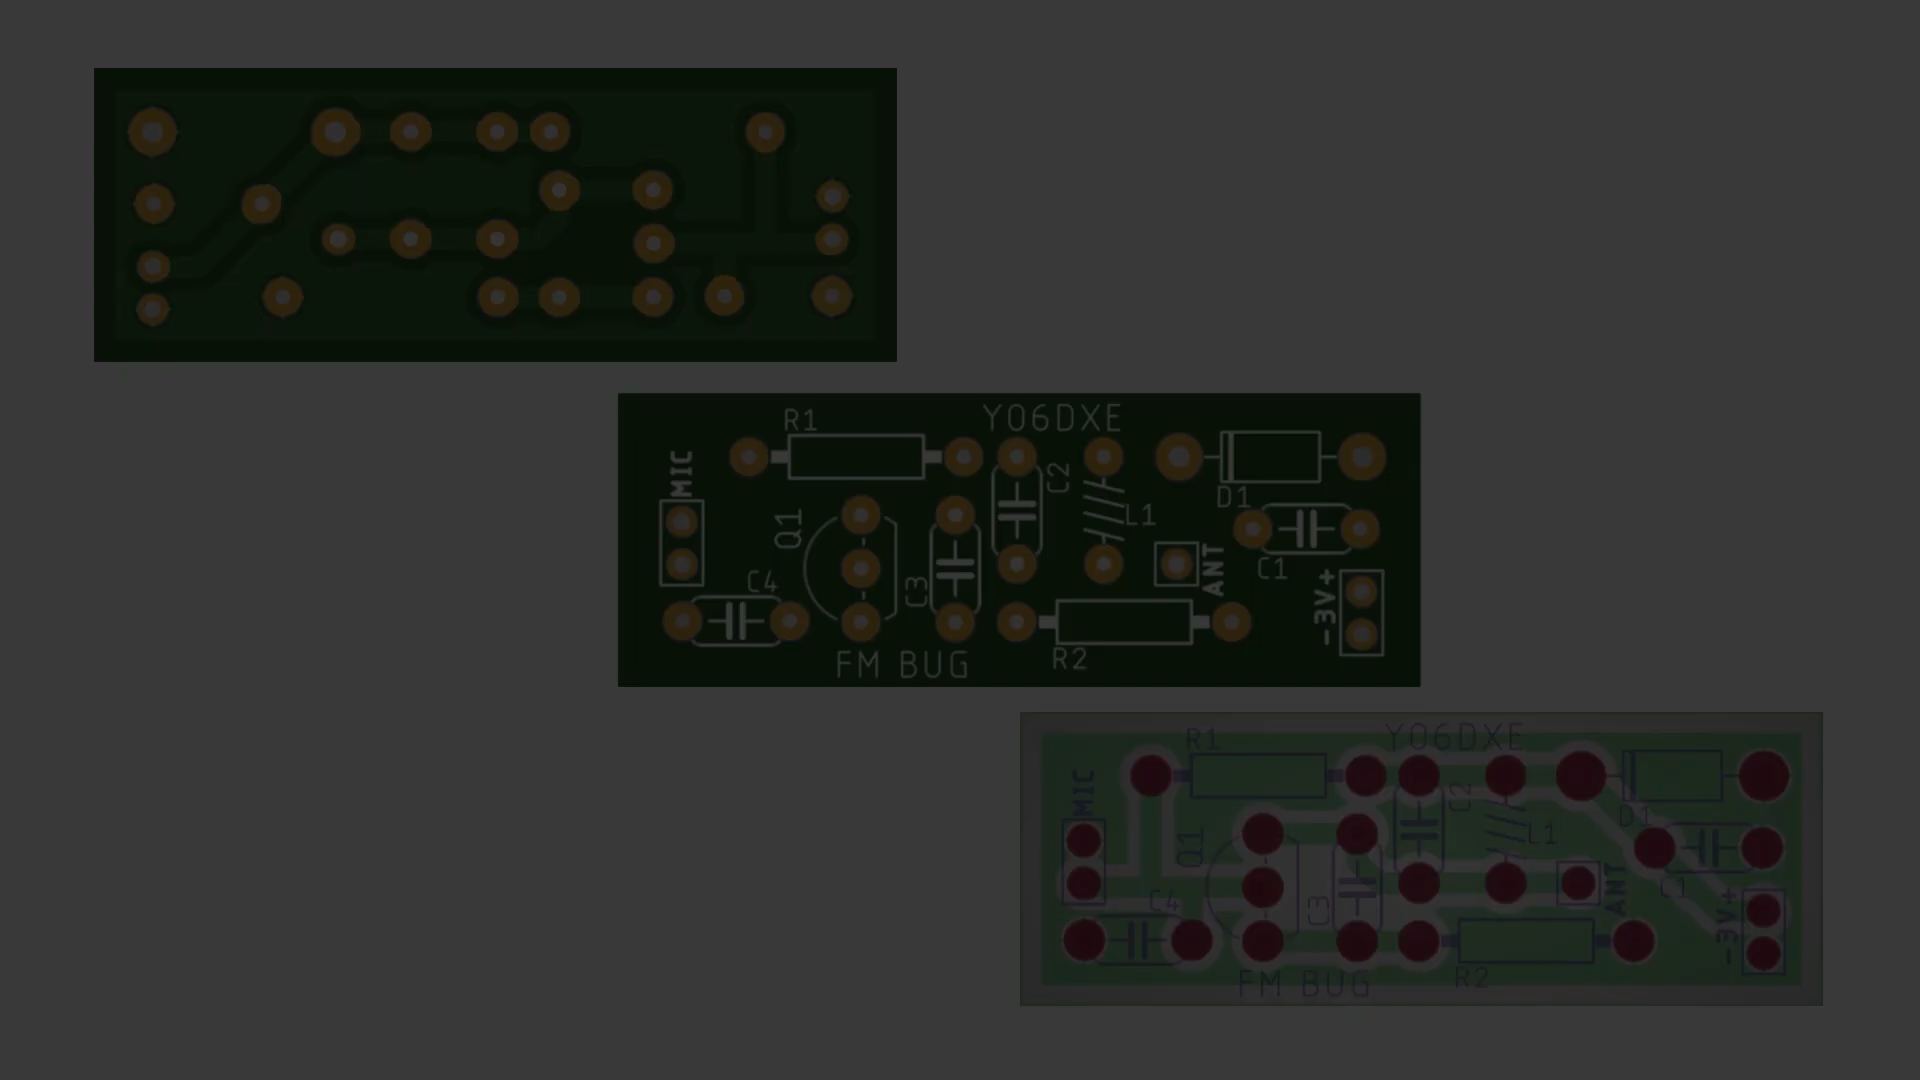 R1
YO6DXE
MIC
C2
D1
Q1
L1
ANT
C4
C3
C1
-3V+
FM BUG
R2
R1
YO6DXE
MIC
C2
D1
Q1
L1
ANT
C4
C3
C1
-3V+
FM BUG
R2